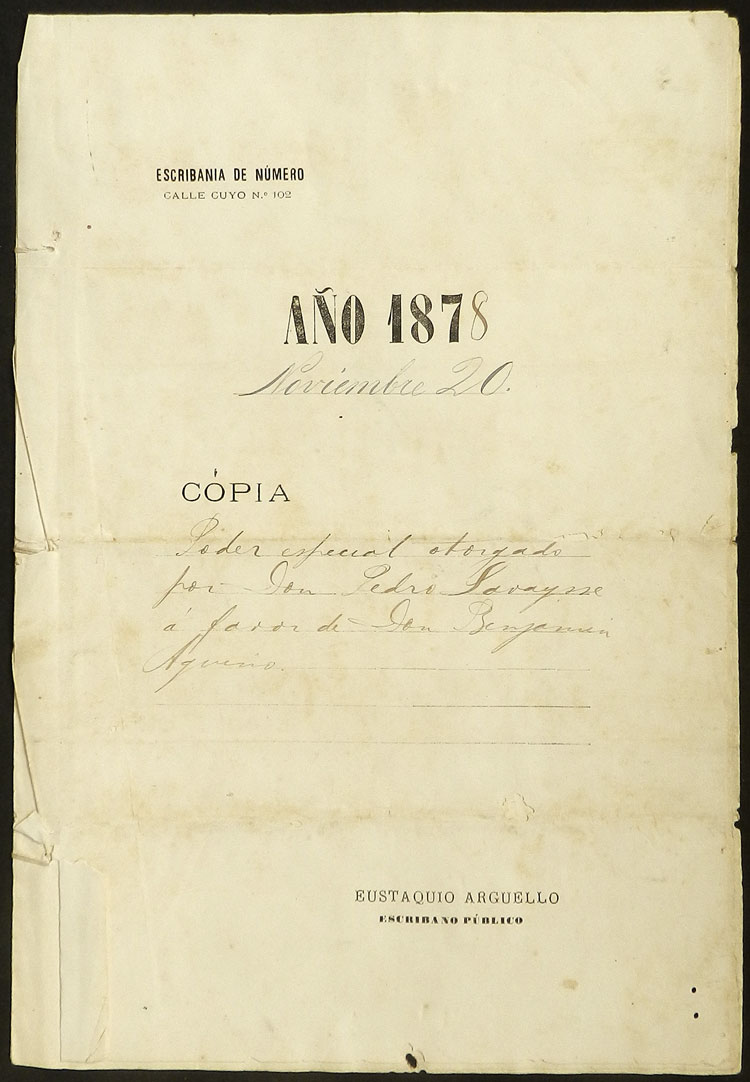 ESCRIBANIA DE NÚMERO
CALLE CUYO N.º 102
AÑO 1878
Noviembre 20.
CÓPIA
Poder especial otorgado
por Don Pedro Lavaysse
á favor de Don Benjamin
EUSTAQUIO ARGUELLO
ESCRIBANO PÚBLICO